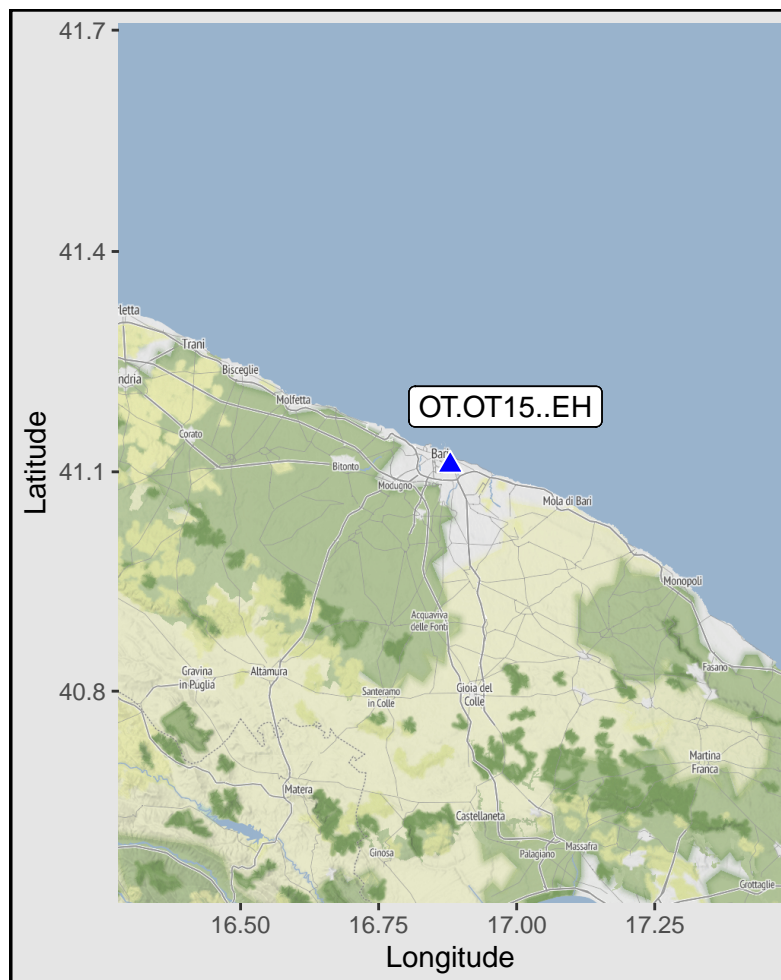 41.7
41.4
41.1
40.8
Latitude
letta
Trani
ndria
Bisceglie
Molfetta
Corato
Bitonto
OT.OT15..EH
Bari
Modugno
Mola di Bari
Monopoli
Acquaviva
delle Fonti
Fasano
Gravina
in Puglia
Altamura
Santeramo
in Colle
Gioia del
Colle
Martina
Franca
Matera
Castellaneta
Ginosa
Palagiano
Massafra
Grottaglie
16.50
16.75
17.00
17.25
Longitude